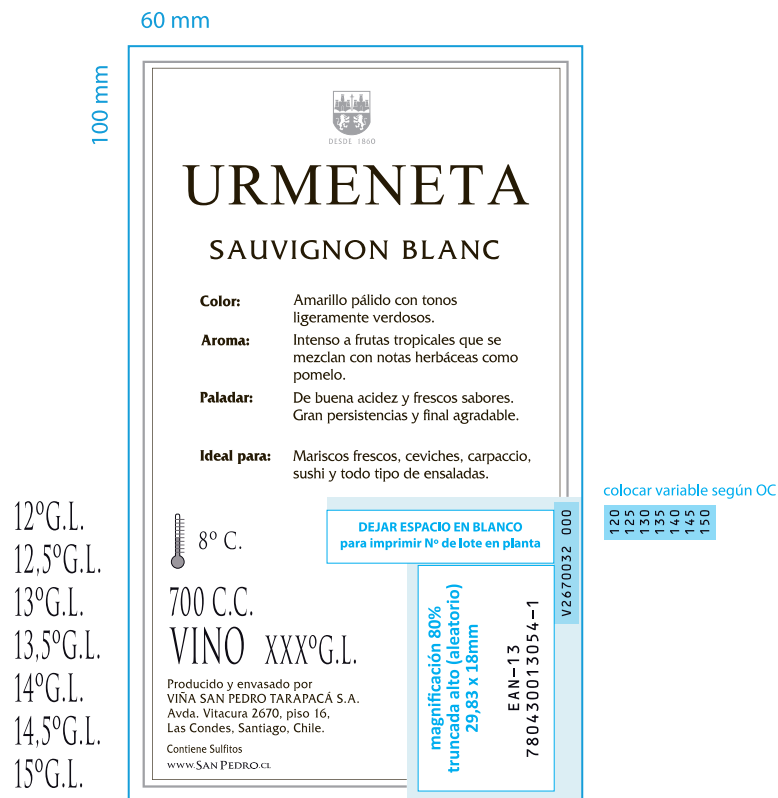 60 mm
100 mm
DESDE 1860
URMENETA
SAUVIGNON BLANC
Color: Amarillo pálido con tonos
ligeramente verdosos.
Aroma: Intenso a frutas tropicales que se
mezclan con notas herbáceas como
pomelo.
Paladar: De buena acidez y frescos sabores.
Gran persistencias y final agradable.
Ideal para: Mariscos frescos, ceviches, carpaccio,
sushi y todo tipo de ensaladas.
8º C.
DEJAR ESPACIO EN BLANCO
para imprimir Nº de lote en planta
V2670032 000
colocar variable según OC
120
125
130
135
140
145
150
12ºG.L.
12,5ºG.L.
13ºG.L.
13,5ºG.L.
14ºG.L.
14,5ºG.L.
15ºG.L.
700 C.C.
VINO XXXºG.L.
Producido y envasado por
VIÑA SAN PEDRO TARAPACÁ S.A.
Avda. Vitacura 2670, piso 16,
Las Condes, Santiago, Chile.
Contiene Sulfitos
www.San Pedro.cl
magnificación 80%
truncada alto (aleatorio)
29,83 x 18mm
EAN-13
780430013054-1